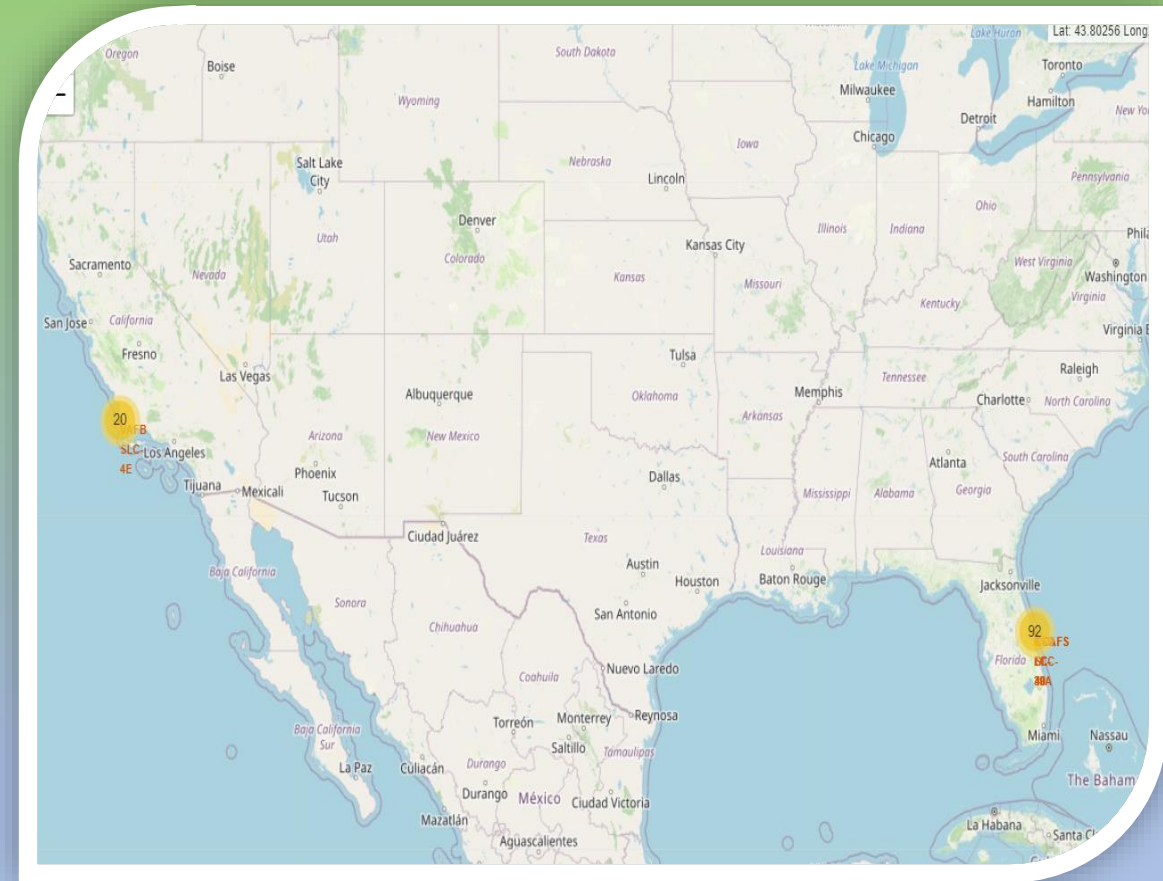 Lat: 43.80256 Long
Oregon
Boise
South Dakota
Lake Huron
Toronto
Lake Michigan
Wyoming
Milwaukee
Hamilton
Detroit
Chicago
Iowa
Salt Lake
City
Nebraska
Lincoln
Pennsylvania
Ohio
Denver
Utah
Colorado
Kansas City
Illinois
Indiana
Sacramento
Nevada
Kansas
Missouri
West Virginia
Washington
Virginia
Kentucky
San Jose
California
Fresno
Las Vegas
Tulsa
Raleigh
Tennessee
Albuquerque
Oklahoma
Memphis
Charlotte
North Carolina
Arkansas
20
SLC
4E
Los Angeles
Arizona
New Mexico
Phoenix
Tucson
Tijuana
Mexicali
Atlanta
South Carolina
Dallas
Mississippi
Alabama
Georgia
Ciudad Juárez
Texas
Louisiana
Austin
Houston
Baton Rouge
Jacksonville
Baja California
Sonora
San Antonio
Chihuahua
92
Florida
Coahuila
Nuevo Laredo
Torreón
Monterrey
Reynosa
Saltillo
Tamaulipas
Baja California
Sur
La Paz
Culiacán
Durango
Durango
México
Ciudad Victoria
Mazatlán
Aguascalientes
Miami
Nassau
The Baham
La Habana